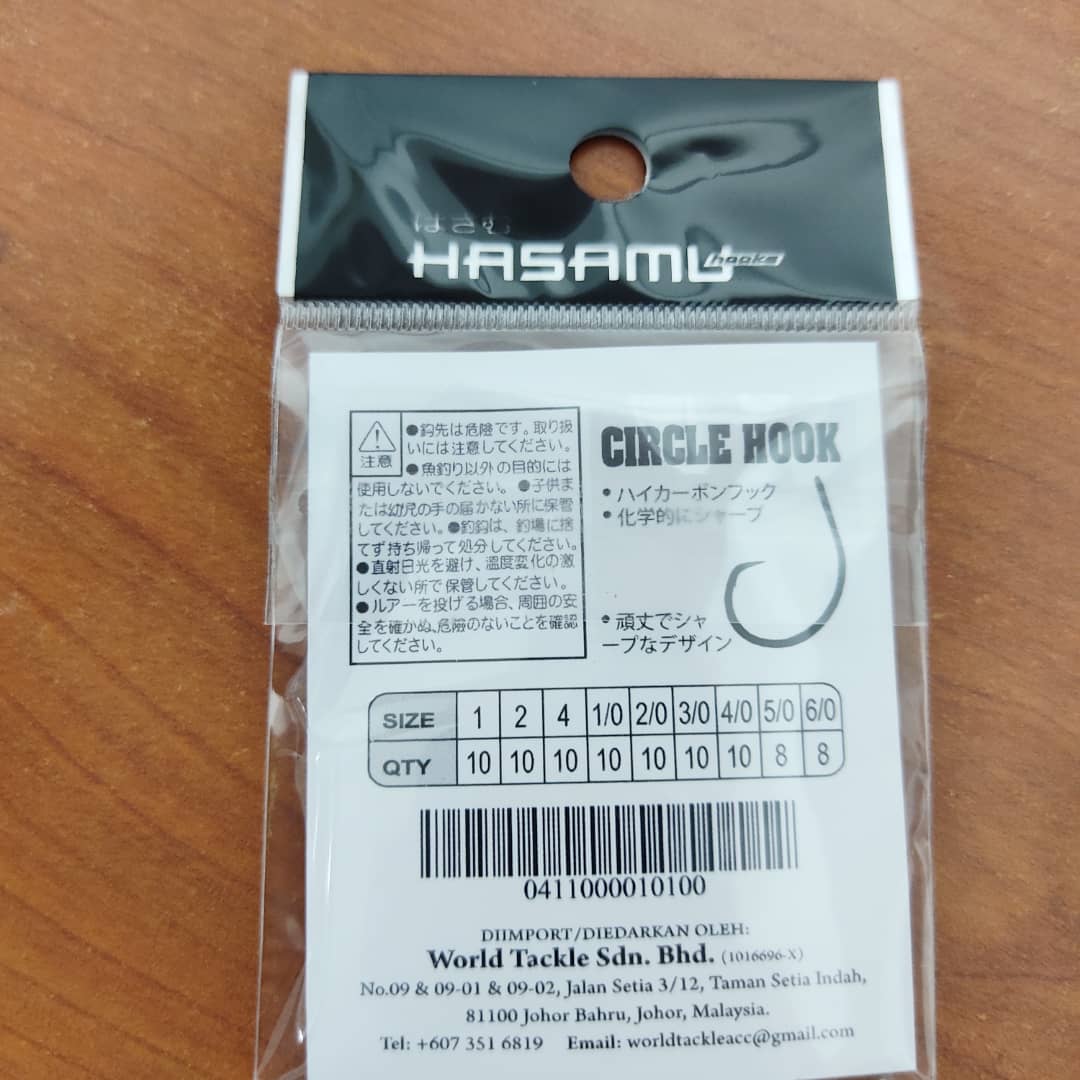 はさむ
HASAMU hooks
注意
●鈎先は危険です。取り扱
いには注意してください。
●魚釣り以外の目的には
使用しないでください。 ●子供ま
たは幼児の手の届かない所に保管
してください。●釣鈎は、釣場に捨
てず持ち帰って処分してください。
●直射日光を避け、温度変化の激
しくない所で保管してください。
●ルアーを投げる場合、周囲の安
全を確かぬ、危険のないことを確認
してください。
CIRCLE HOOK
• ハイカーボンフック
• 化学的にシャープ
• 頑丈でシャ
ープなデザイン
SIZE 1 2 4 1/0 2/0 3/0 4/0 5/0 6/0
QTY 10 10 10 10 10 10 10 8 8
0411000010100
DIIMPORT/DIEDARKAN OLEH:
World Tackle Sdn. Bhd. (1016696-X)
No.09 & 09-01 & 09-02, Jalan Setia 3/12, Taman Setia Indah,
81100 Johor Bahru, Johor, Malaysia.
Tel: +607 351 6819 Email: worldtackleacc@gmail.com